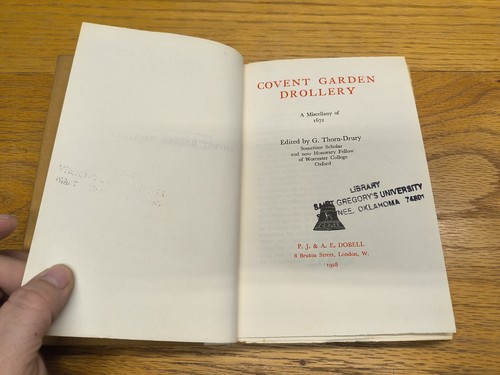 COVENT GARDEN
DROLLERY
A Miscellany of
1672
Edited by G. Thorn-Drury
Sometime Scholar
and now Honorary Fellow
of Worcester College
Oxford
LIBRARY
GREGORY'S UNIVERSITY
OKLAHOMA 74801
P. J. & A. E. DOBELL
8 Bruton Street, London, W.
1928